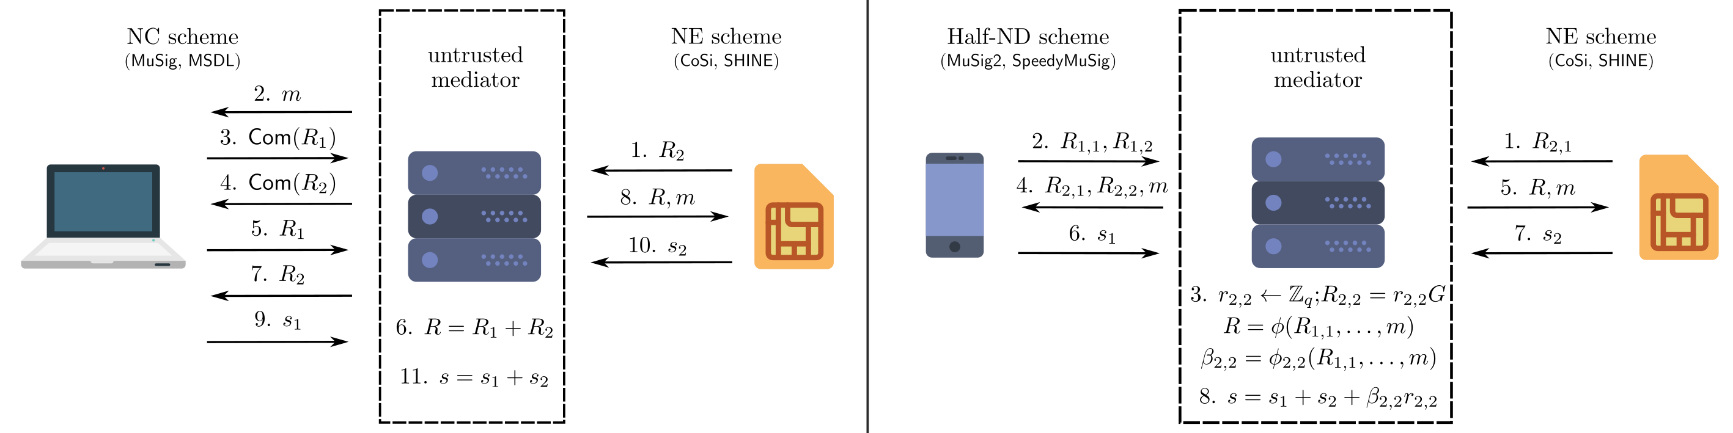 NC scheme
(MuSig, MSDL)
2. m
3. Com(R₁)
4. Com(R₂)
5. R₁
7. R₂
9. s₁
untrusted
mediator
6. R = R₁ + R₂
11. s = s₁ + s₂
NE scheme
(CoSi, SHINE)
1. R₂
8. R, m
10. s₂
Half-ND scheme
(MuSig2, SpeedyMuSig)
2. R₁,₁, R₁,₂
4. R₂,₁, R₂,₂, m
6. s₁
untrusted
mediator
3. r₂,₂ ← ℤ_q; R₂,₂ = r₂,₂G
R = ϕ(R₁,₁, . . . , m)
β₂,₂ = ϕ₂,₂(R₁,₁, . . . , m)
8. s = s₁ + s₂ + β₂,₂r₂,₂
NE scheme
(CoSi, SHINE)
1. R₂,₁
5. R, m
7. s₂